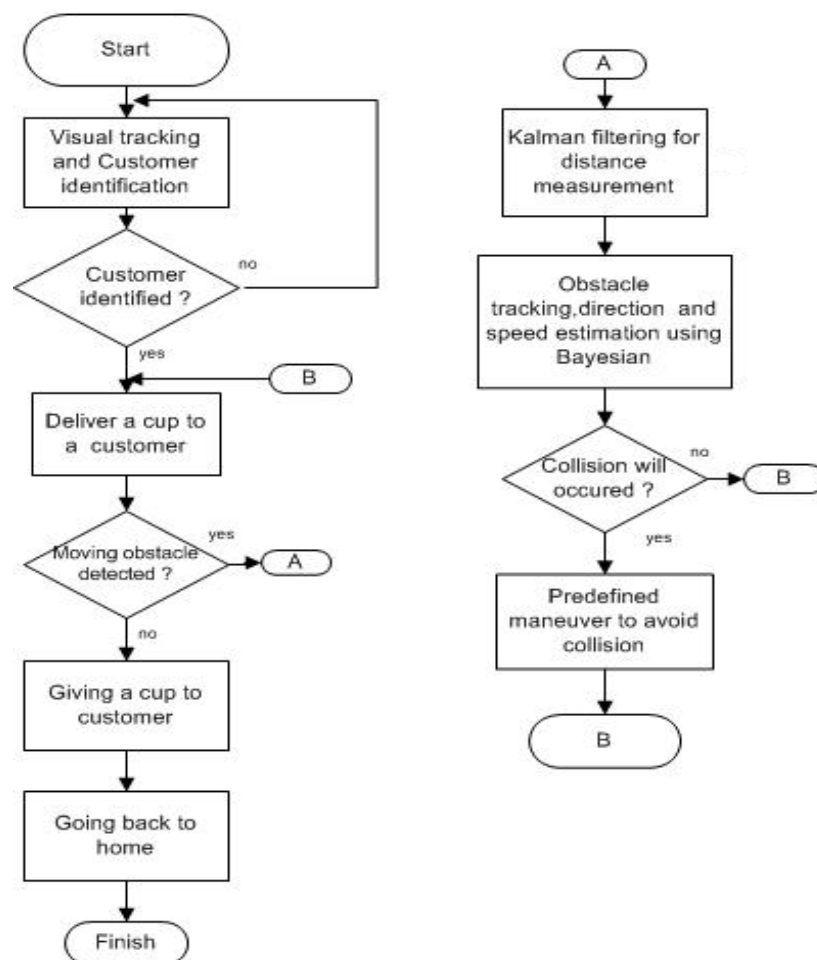 Start
Visual tracking
and Customer
identification
Customer
identified ?
no
yes
B
Deliver a cup to
a customer
Moving obstacle
detected ?
yes
A
no
Giving a cup to
customer
Going back to
home
Finish
A
Kalman filtering for
distance
measurement
Obstacle
tracking,direction and
speed estimation using
Bayesian
Collision will
occured ?
no
B
yes
Predefined
maneuver to avoid
collision
B